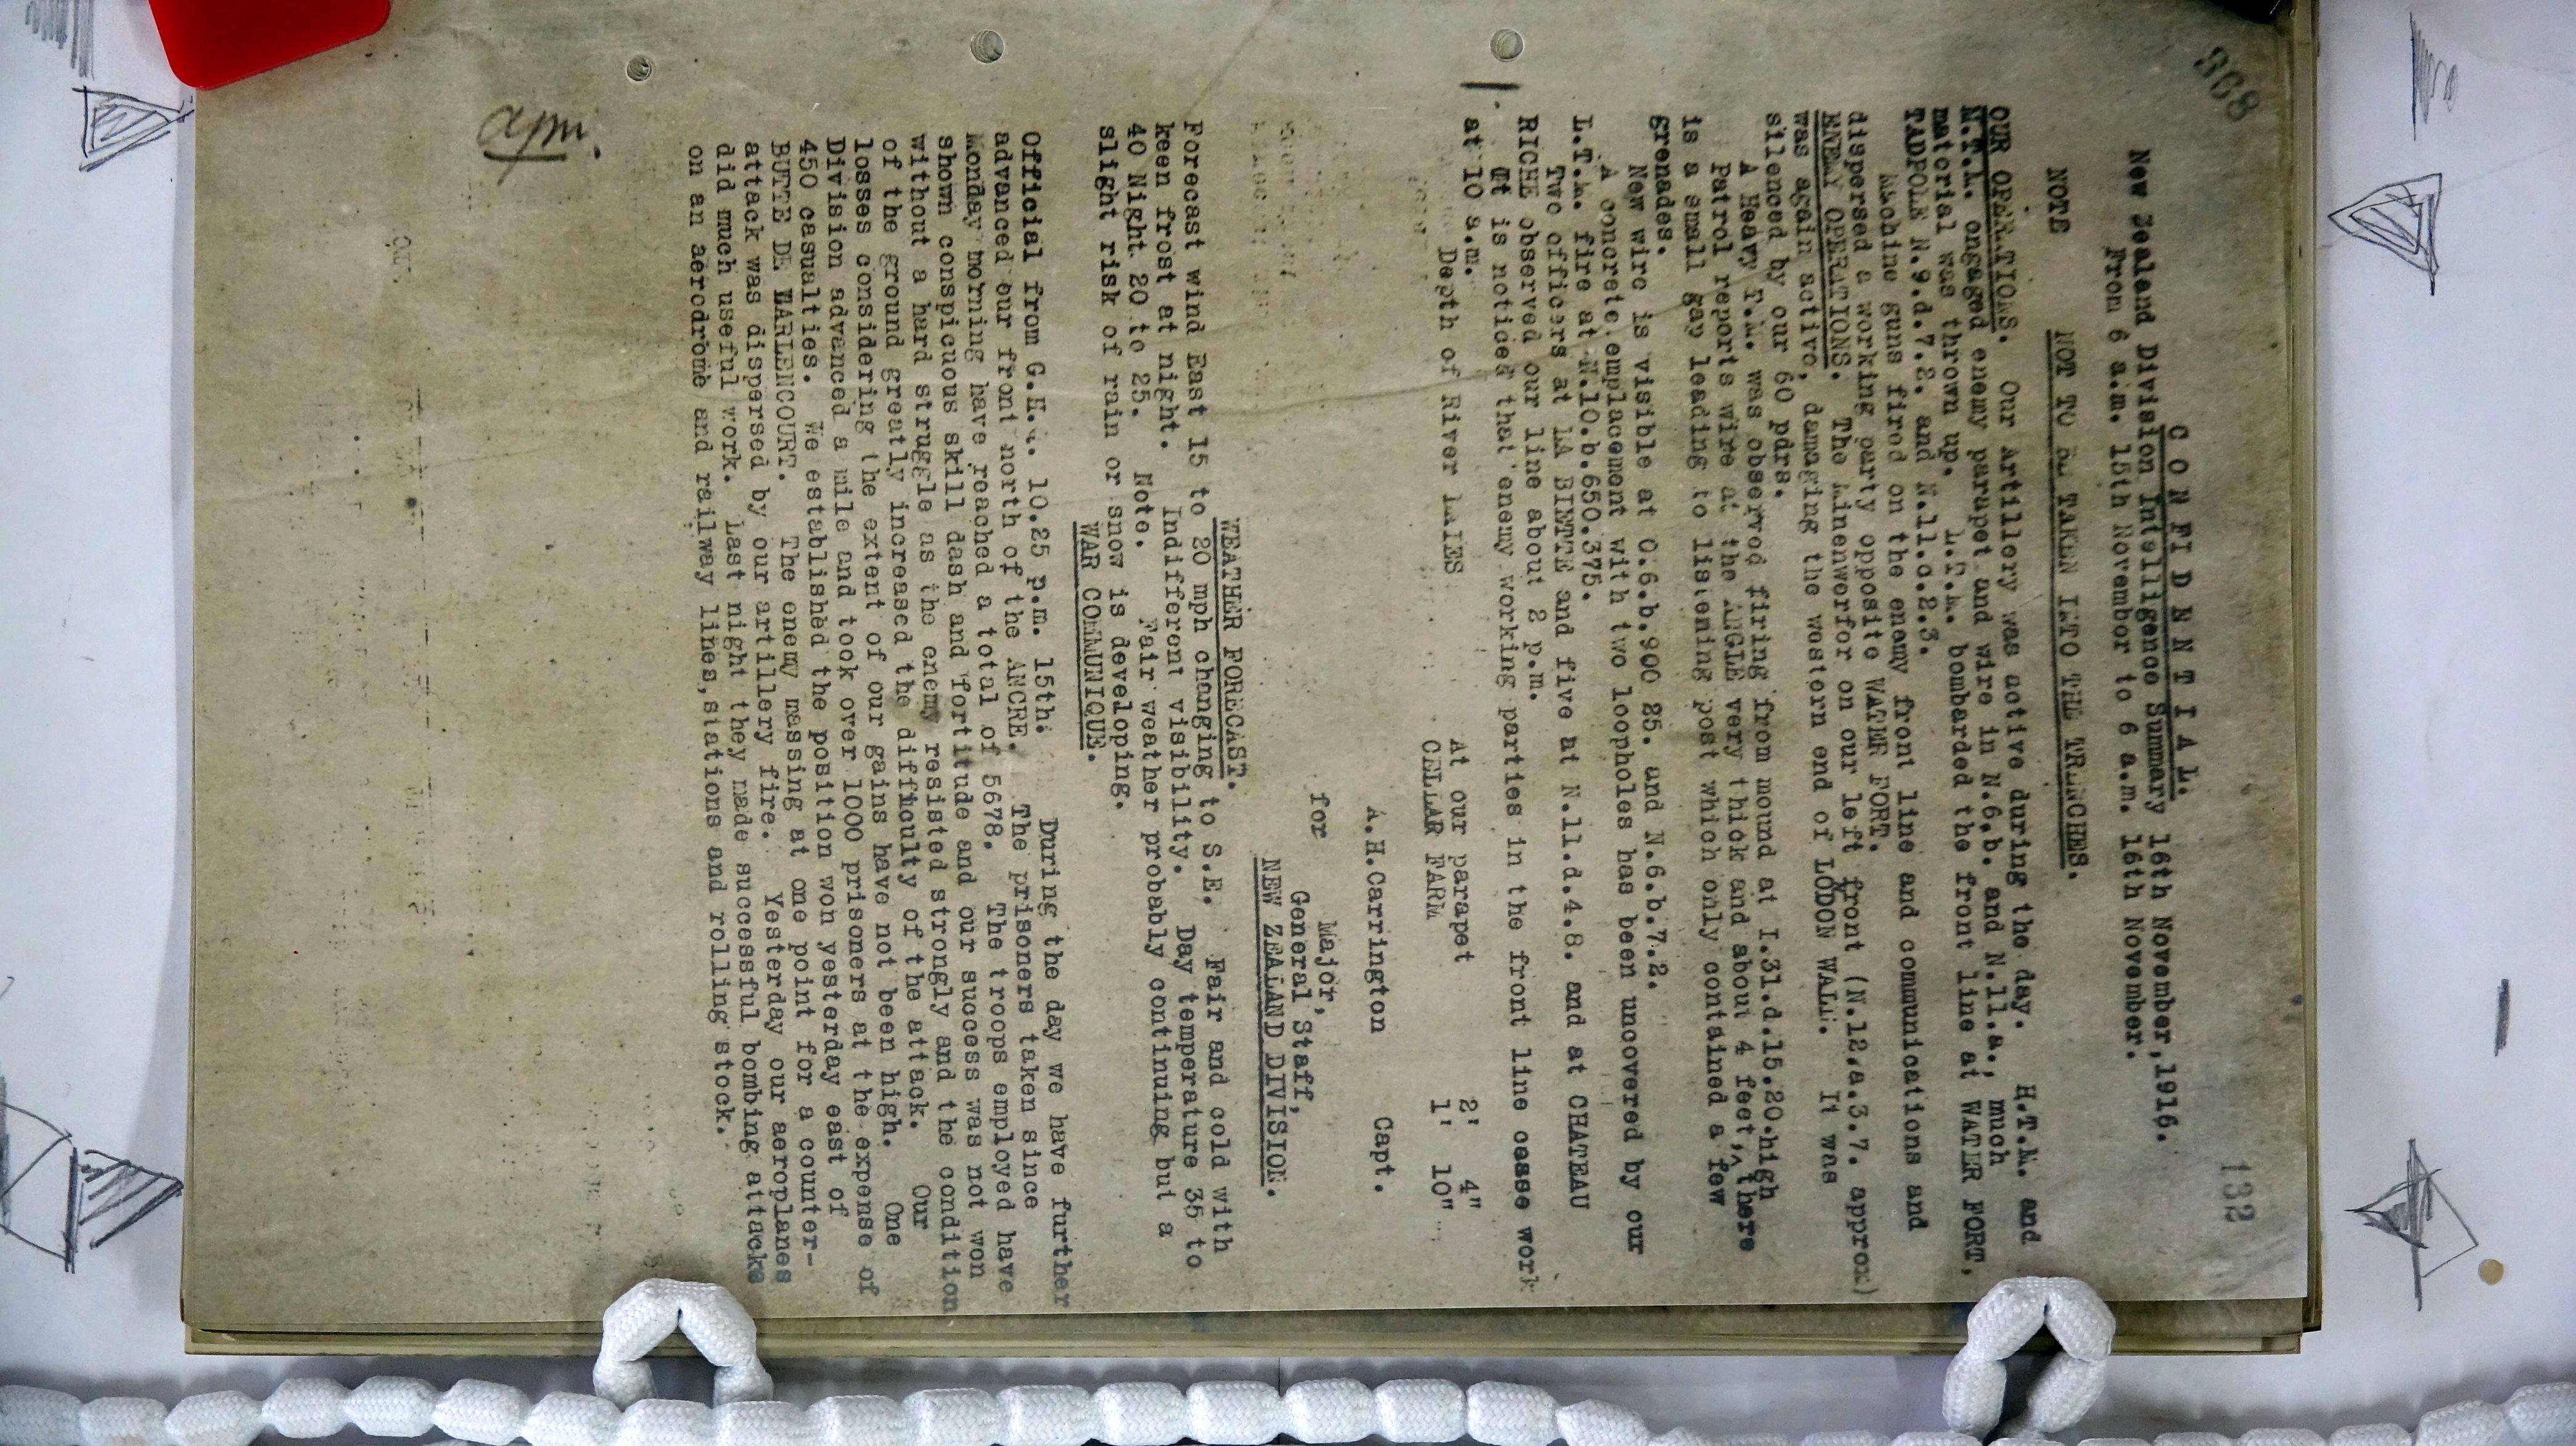 868
132
C O N F I D E N T I A L.
New Zealand Division Intelligence Summary 16th November, 1916.
From 6 a.m. 15th November to 6 a.m. 16th November.
NOTE NOT TO BE TAKEN INTO THE TRENCHES.
OUR OPERATIONS. Our Artillery was active during the day. H.T.M. and
M.T.M. engaged enemy parapet and wire in N.6.b. and N.11.a., much
material was thrown up. L.T.M. bombarded the front line at WATER FORT,
TADPOLE N.9.d.7.2. and N.11.c.2.3.
Machine guns fired on the enemy front line and communications and
dispersed a working party opposite WATER FORT.
ENEMY OPERATIONS. The Minenwerfer on our left front (N.12.a.3.7. approx)
was again active, damaging the western end of LODON WALL. It was
silenced by our 60 pdrs.
A Heavy T.M. was observed firing from mound at I.31.d.15.20.high
Patrol reports wire at the ANGLE very thick and about 4 feet, ^ there
is a small gap leading to listening post which only contained a few
grenades.
New wire is visible at O.6.b.900 25. and N.6.b.7.2.
A concrete emplacement with two loopholes has been uncovered by our
L.T.M. fire at N.10.b.650.375.
Two officers at LA BIETTE and five at N.11.d.4.8. and at CHATEAU
RICHE observed our line about 2 p.m.
It is noticed that enemy working parties in the front line cease work
at 10 a.m.
Depth of River LAIES At our parapet 2' 4"
CELLAR FARM 1' 10"
A.H.Carrington Capt.
for Major,
General Staff,
NEW ZEALAND DIVISION.
WEATHER FORECAST.
Forecast wind East 15 to 20 mph changing to S.E. Fair and cold with
keen frost at night. Indifferent visibility. Day temperature 35 to
40 Night 20 to 25. Note. Fair weather probably continuing but a
slight risk of rain or snow is developing.
WAR COMMUNIQUE.
Official from G.H.Q. 10.25 p.m. 15th. During the day we have further
advanced our front north of the ANCRE. The prisoners taken since
Monday morning have reached a total of 5678. The troops employed have
shown conspicuous skill dash and fortitude and our success was not won
without a hard struggle as the enemy resisted strongly and the condition
of the ground greatly increased the difficulty of the attack. Our
losses considering the extent of our gains have not been high. One
Division advanced a mile and took over 1000 prisoners at the expense of
450 casualties. We established the position won yesterday east of
BUTTE DE WARLENCOURT. The enemy massing at one point for a counter-
attack was dispersed by our artillery fire. Yesterday our aeroplanes
did much useful work. Last night they made successful bombing attacks
on an aerodrome and railway lines, stations and rolling stock.